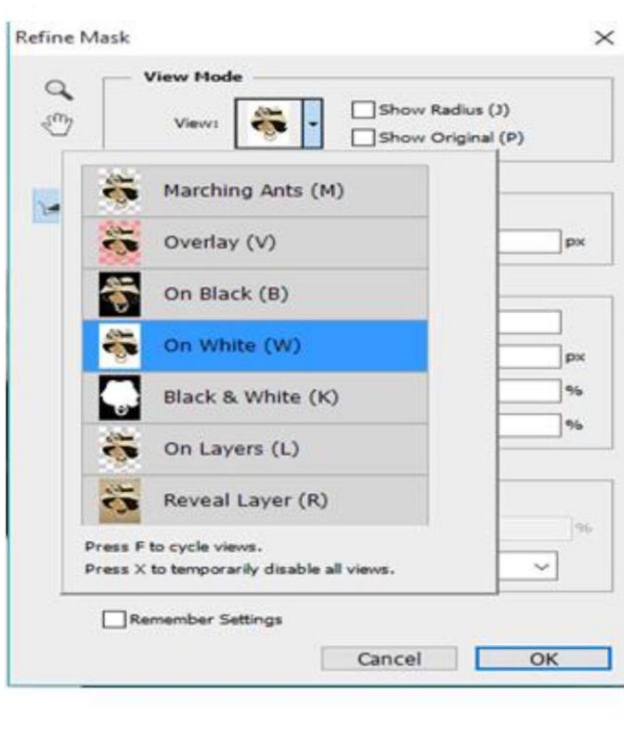 Refine Mask
View Mode
View:
Show Radius (J)
Show Original (P)
Marching Ants (M)
Overlay (V)
px
On Black (B)
On White (W)
px
Black & White (K)
%
On Layers (L)
%
Reveal Layer (R)
%
Press F to cycle views.
Press X to temporarily disable all views.
Remember Settings
Cancel
OK